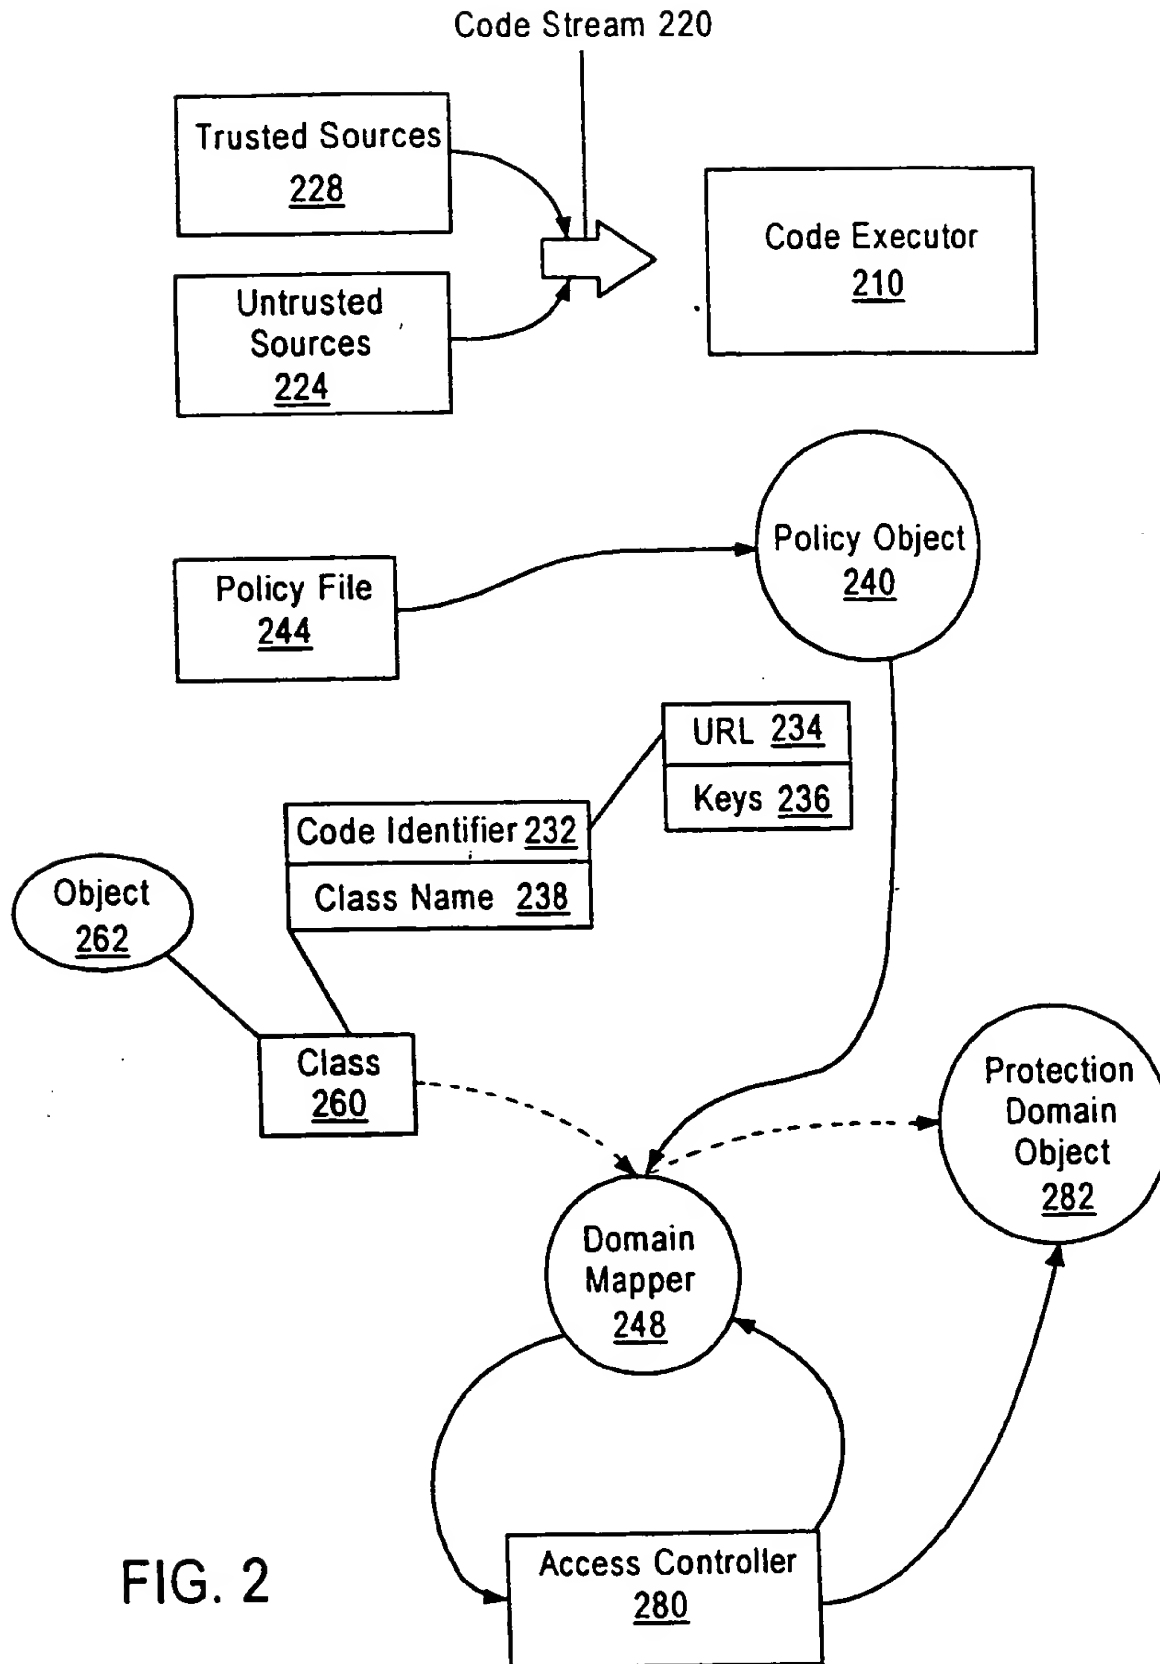 Code Stream 220
Trusted Sources
228
Code Executor
210
Untrusted
Sources
224
Policy Object
240
Policy File
244
URL 234
Keys 236
Code Identifier 232
Class Name 238
Object
262
Class
260
Protection
Domain
Object
282
Domain
Mapper
248
Access Controller
280
FIG. 2